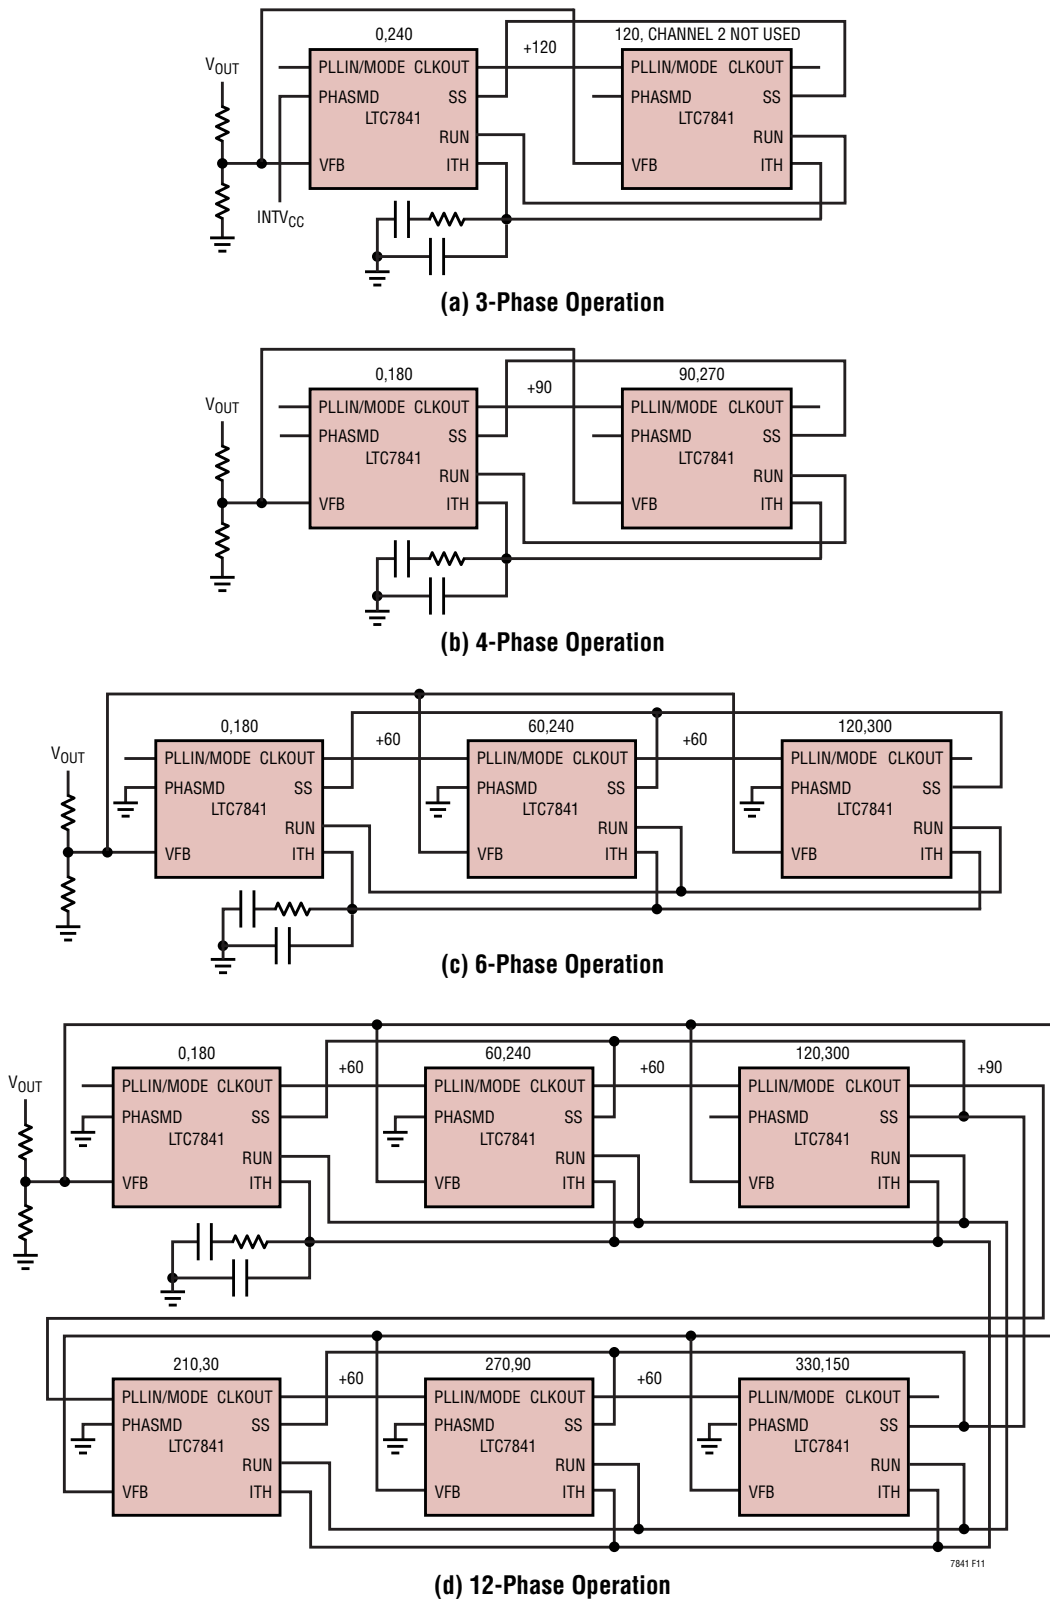 0,240
120, CHANNEL 2 NOT USED
+120
VOUT
PLLIN/MODE CLKOUT
PHASMD SS
LTC7841
RUN
VFB ITH
PLLIN/MODE CLKOUT
PHASMD SS
LTC7841
RUN
VFB ITH
INTVCC
(a) 3-Phase Operation
0,180
90,270
+90
VOUT
PLLIN/MODE CLKOUT
PHASMD SS
LTC7841
RUN
VFB ITH
PLLIN/MODE CLKOUT
PHASMD SS
LTC7841
RUN
VFB ITH
(b) 4-Phase Operation
0,180
60,240
120,300
+60
+60
VOUT
PLLIN/MODE CLKOUT
PHASMD SS
LTC7841
RUN
VFB ITH
PLLIN/MODE CLKOUT
PHASMD SS
LTC7841
RUN
VFB ITH
PLLIN/MODE CLKOUT
PHASMD SS
LTC7841
RUN
VFB ITH
(c) 6-Phase Operation
0,180
60,240
120,300
+60
+60
+90
VOUT
PLLIN/MODE CLKOUT
PHASMD SS
LTC7841
RUN
VFB ITH
PLLIN/MODE CLKOUT
PHASMD SS
LTC7841
RUN
VFB ITH
PLLIN/MODE CLKOUT
PHASMD SS
LTC7841
RUN
VFB ITH
210,30
270,90
330,150
+60
+60
PLLIN/MODE CLKOUT
PHASMD SS
LTC7841
RUN
VFB ITH
PLLIN/MODE CLKOUT
PHASMD SS
LTC7841
RUN
VFB ITH
PLLIN/MODE CLKOUT
PHASMD SS
LTC7841
RUN
VFB ITH
7841 F11
(d) 12-Phase Operation